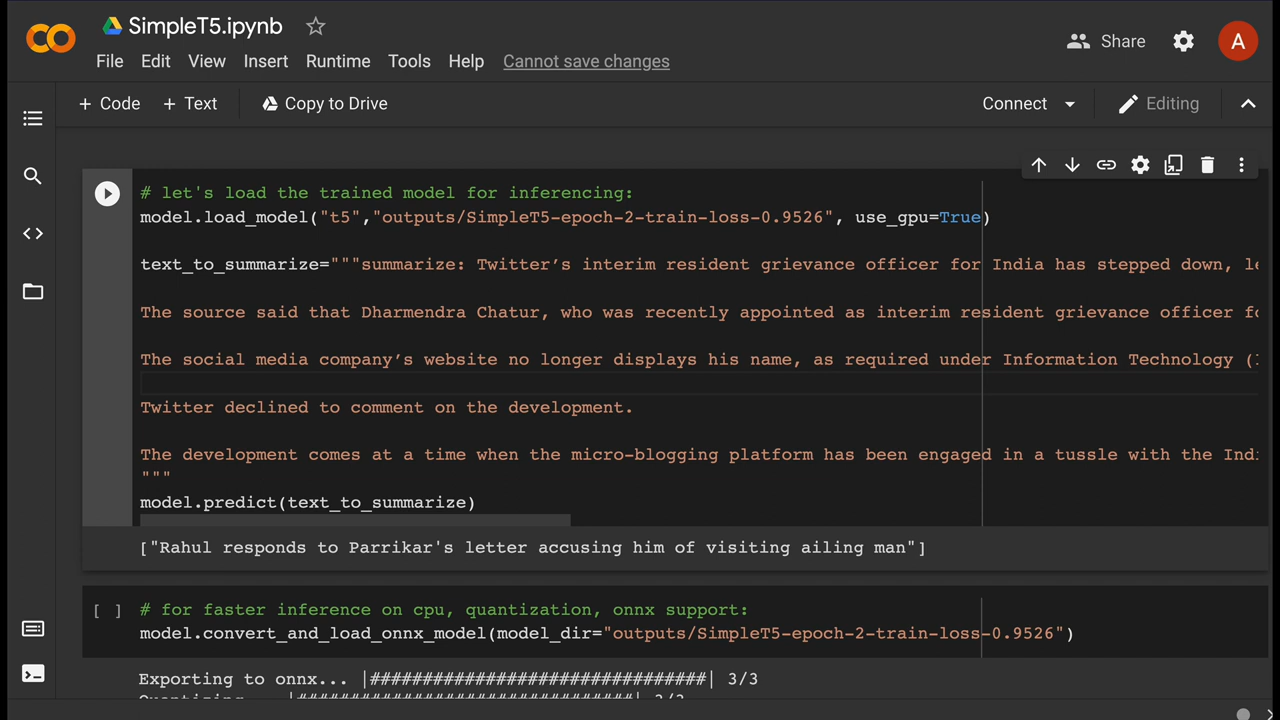 SimpleT5.ipynb
File Edit View Insert Runtime Tools Help Cannot save changes
Share
A
+ Code + Text Copy to Drive
Connect
Editing
# let's load the trained model for inferencing:
model.load_model("t5","outputs/SimpleT5-epoch-2-train-loss-0.9526", use_gpu=True)
text_to_summarize="""summarize: Twitter’s interim resident grievance officer for India has stepped down, le
The source said that Dharmendra Chatur, who was recently appointed as interim resident grievance officer fo
The social media company’s website no longer displays his name, as required under Information Technology (I
Twitter declined to comment on the development.
The development comes at a time when the micro-blogging platform has been engaged in a tussle with the Indi
"""
model.predict(text_to_summarize)
["Rahul responds to Parrikar's letter accusing him of visiting ailing man"]
[ ] # for faster inference on cpu, quantization, onnx support:
model.convert_and_load_onnx_model(model_dir="outputs/SimpleT5-epoch-2-train-loss-0.9526")
Exporting to onnx... |################################| 3/3